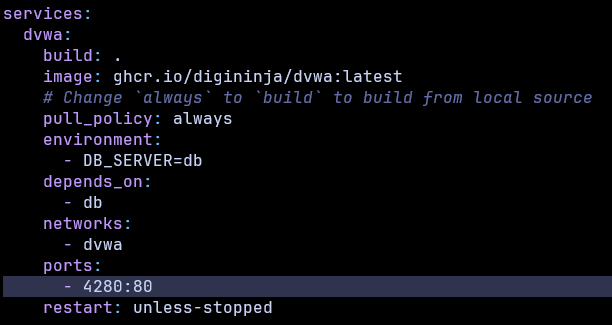 services:
  dvwa:
    build: .
    image: ghcr.io/digininja/dvwa:latest
    # Change `always` to `build` to build from local source
    pull_policy: always
    environment:
      - DB_SERVER=db
    depends_on:
      - db
    networks:
      - dvwa
    ports:
      - 4280:80
    restart: unless-stopped